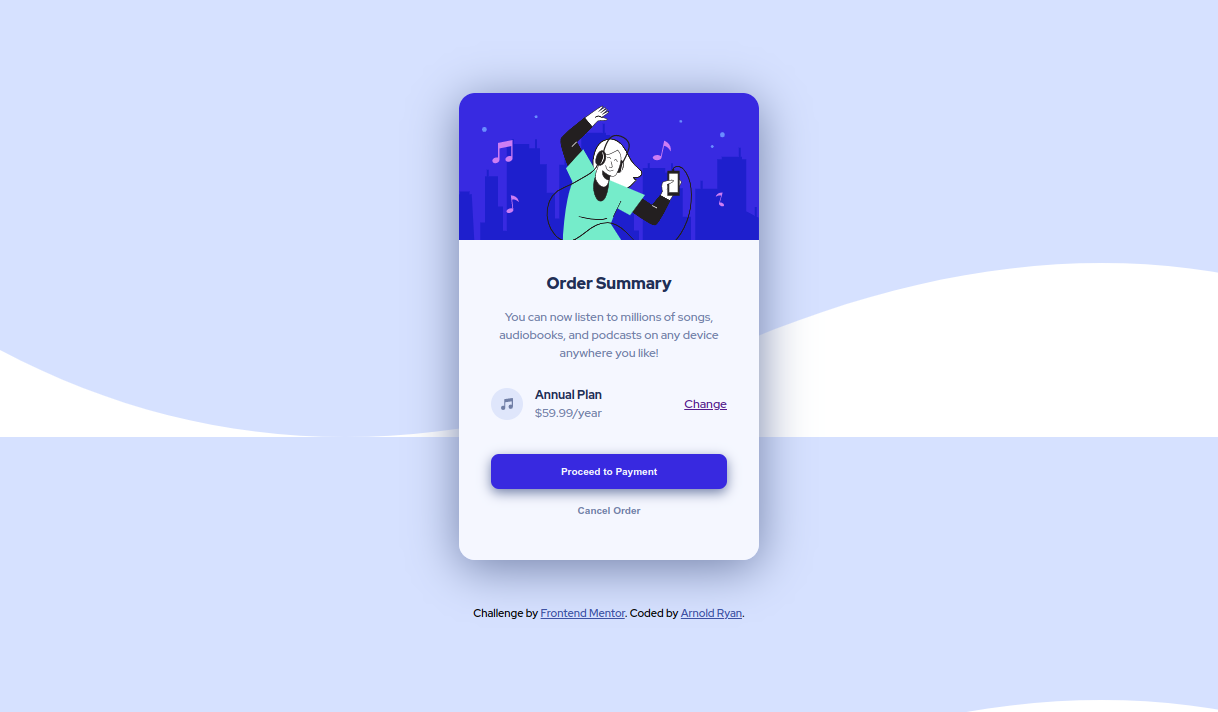 Order Summary
You can now listen to millions of songs,
audiobooks, and podcasts on any device
anywhere you like!
Annual Plan
$59.99/year
Change
Proceed to Payment
Cancel Order
Challenge by Frontend Mentor. Coded by Arnold Ryan.